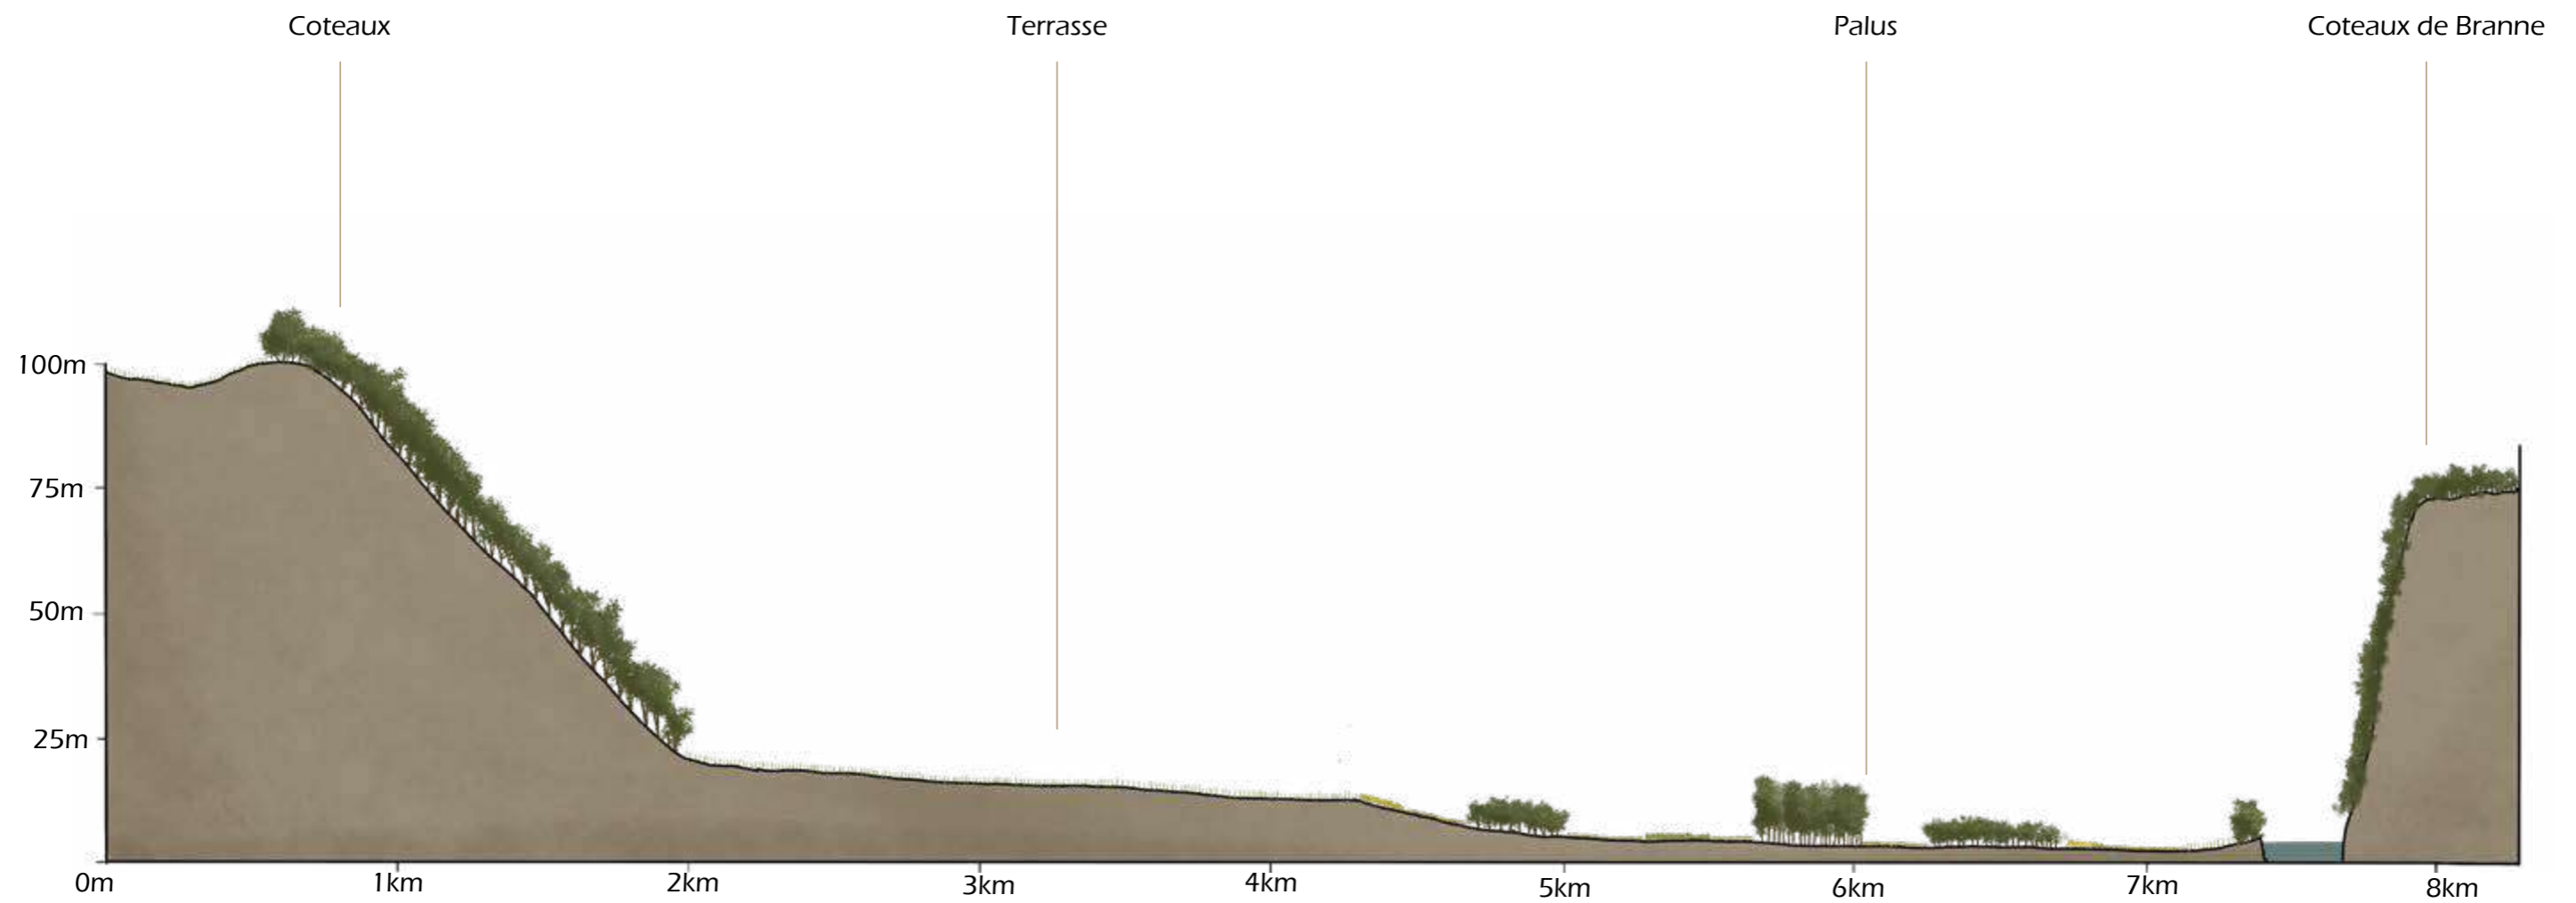 Coteaux
Terrasse
Palus
Coteaux de Branne
100m
75m
50m
25m
0m
1km
2km
3km
4km
5km
6km
7km
8km